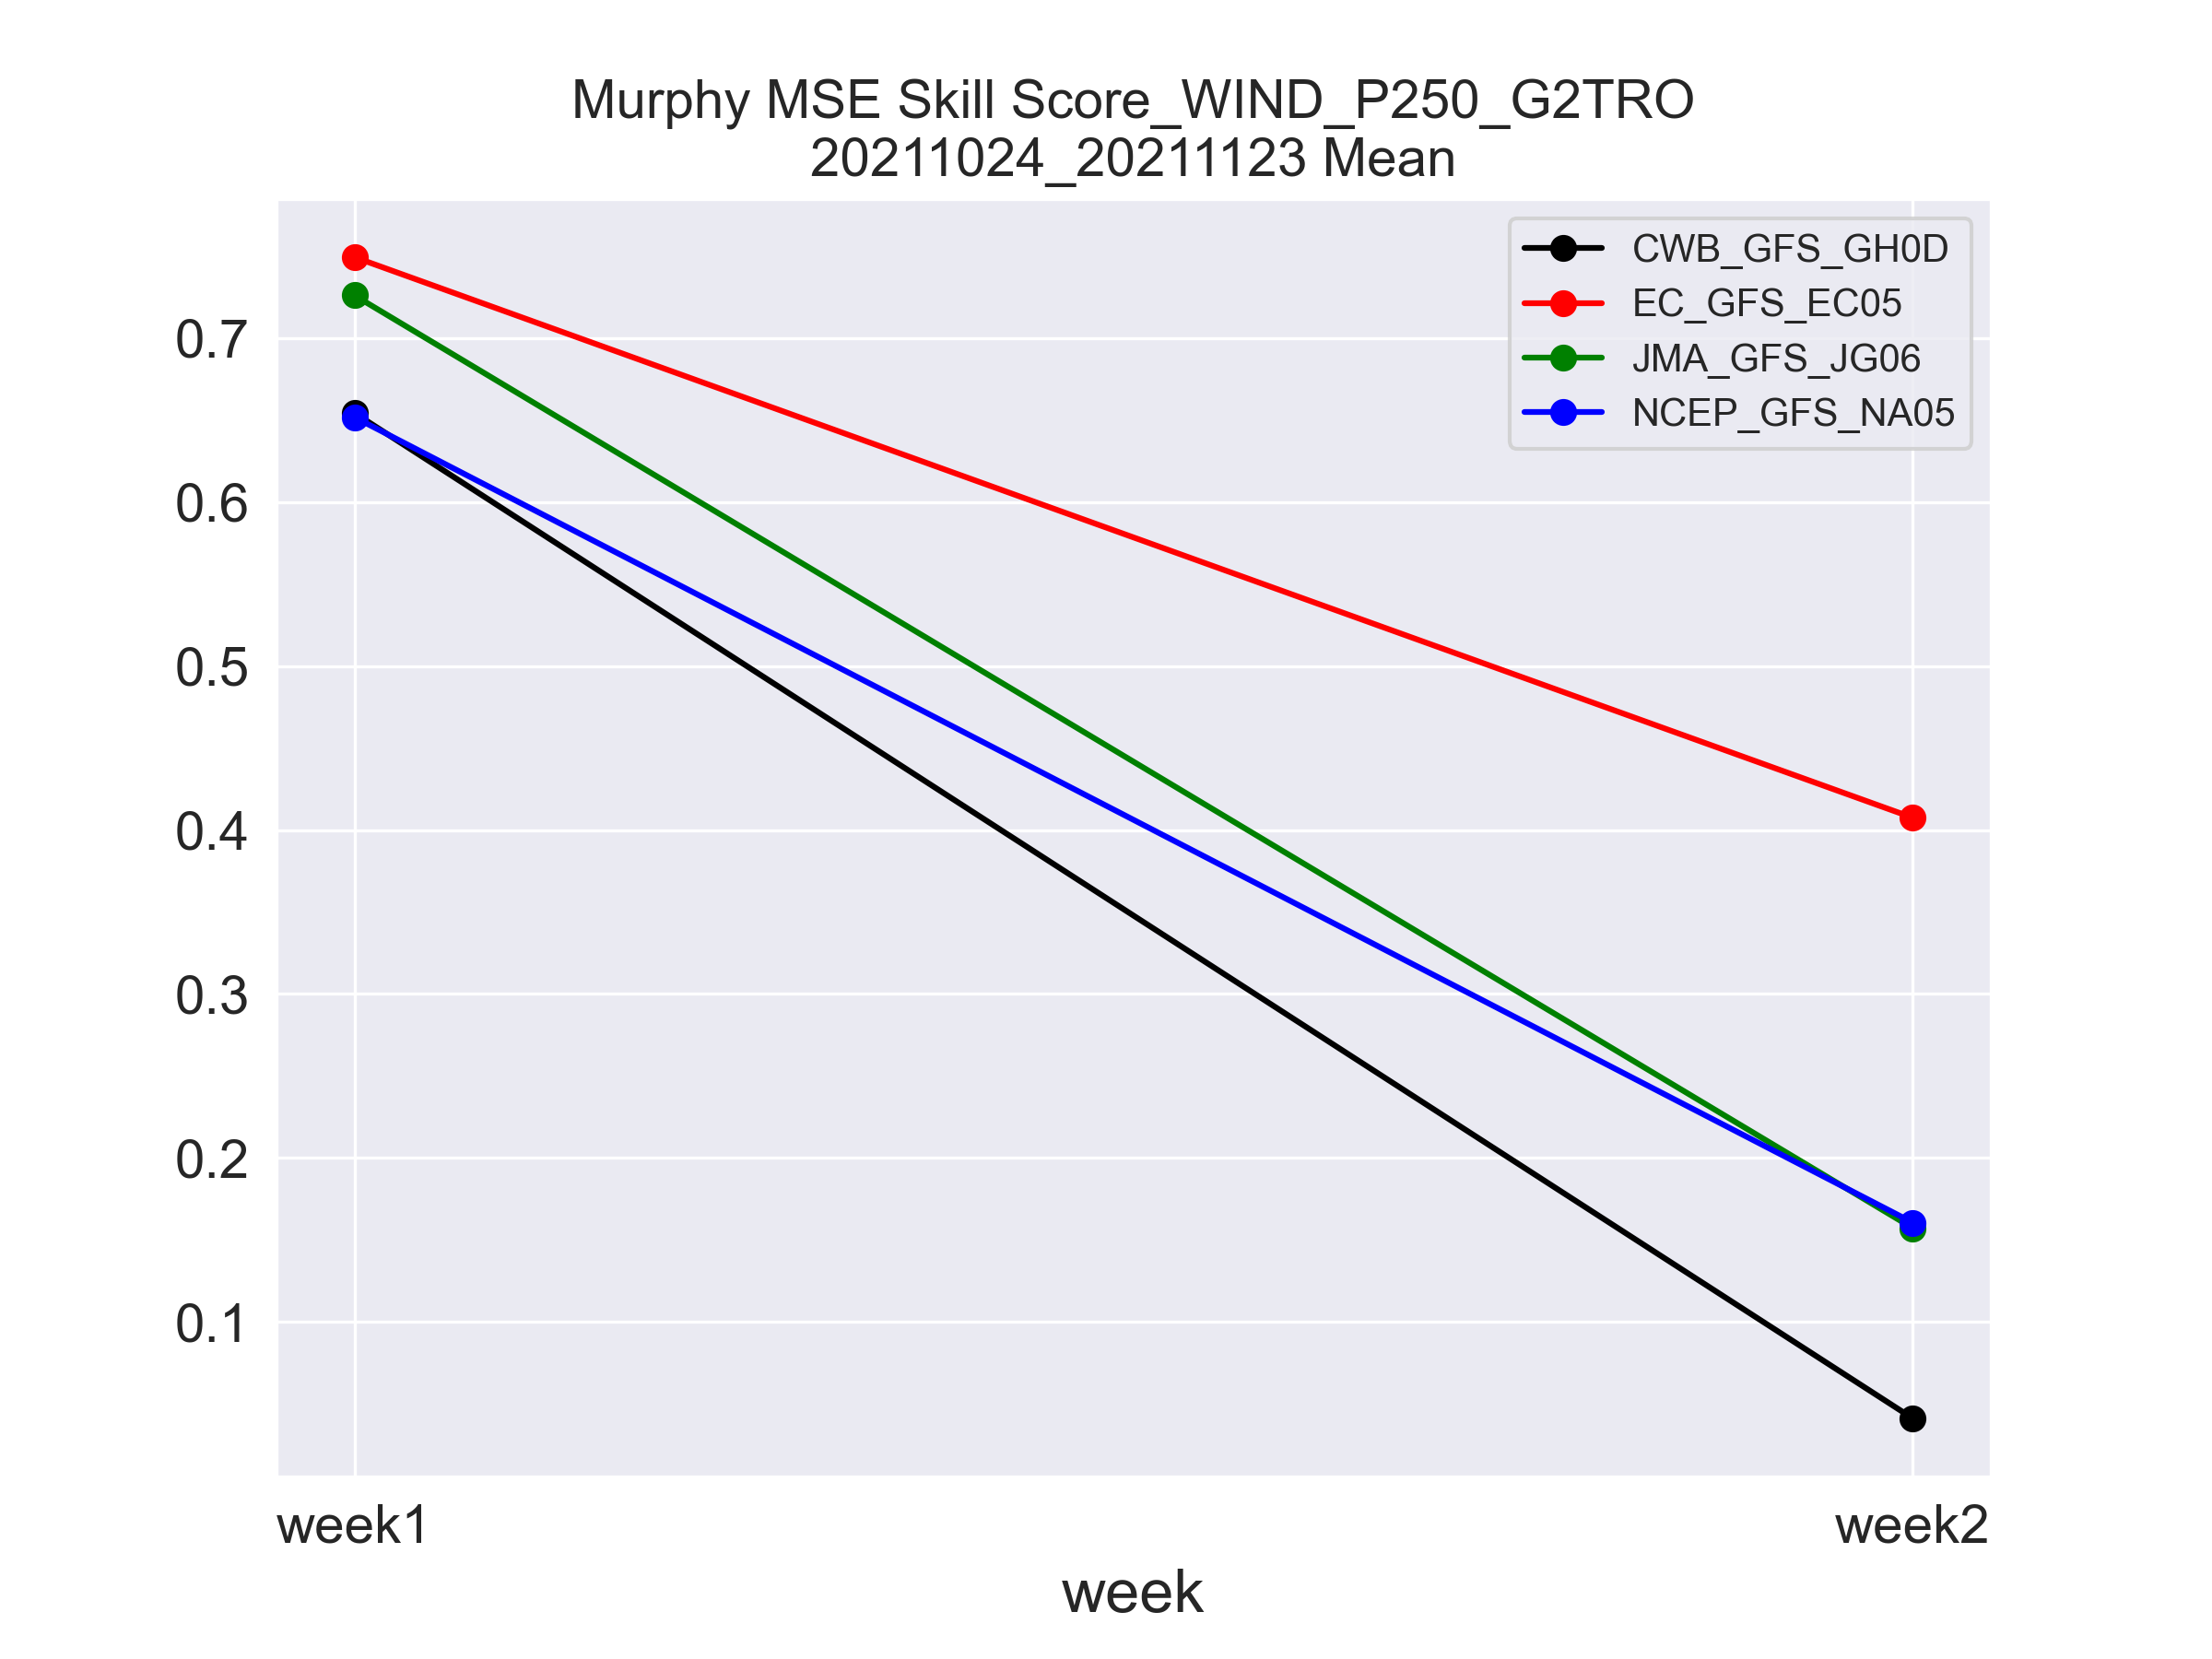 Murphy MSE Skill Score_WIND_P250_G2TRO
20211024_20211123 Mean
CWB_GFS_GH0D
EC_GFS_EC05
JMA_GFS_JG06
NCEP_GFS_NA05
0.7
0.6
0.5
0.4
0.3
0.2
0.1
week1 week2
week